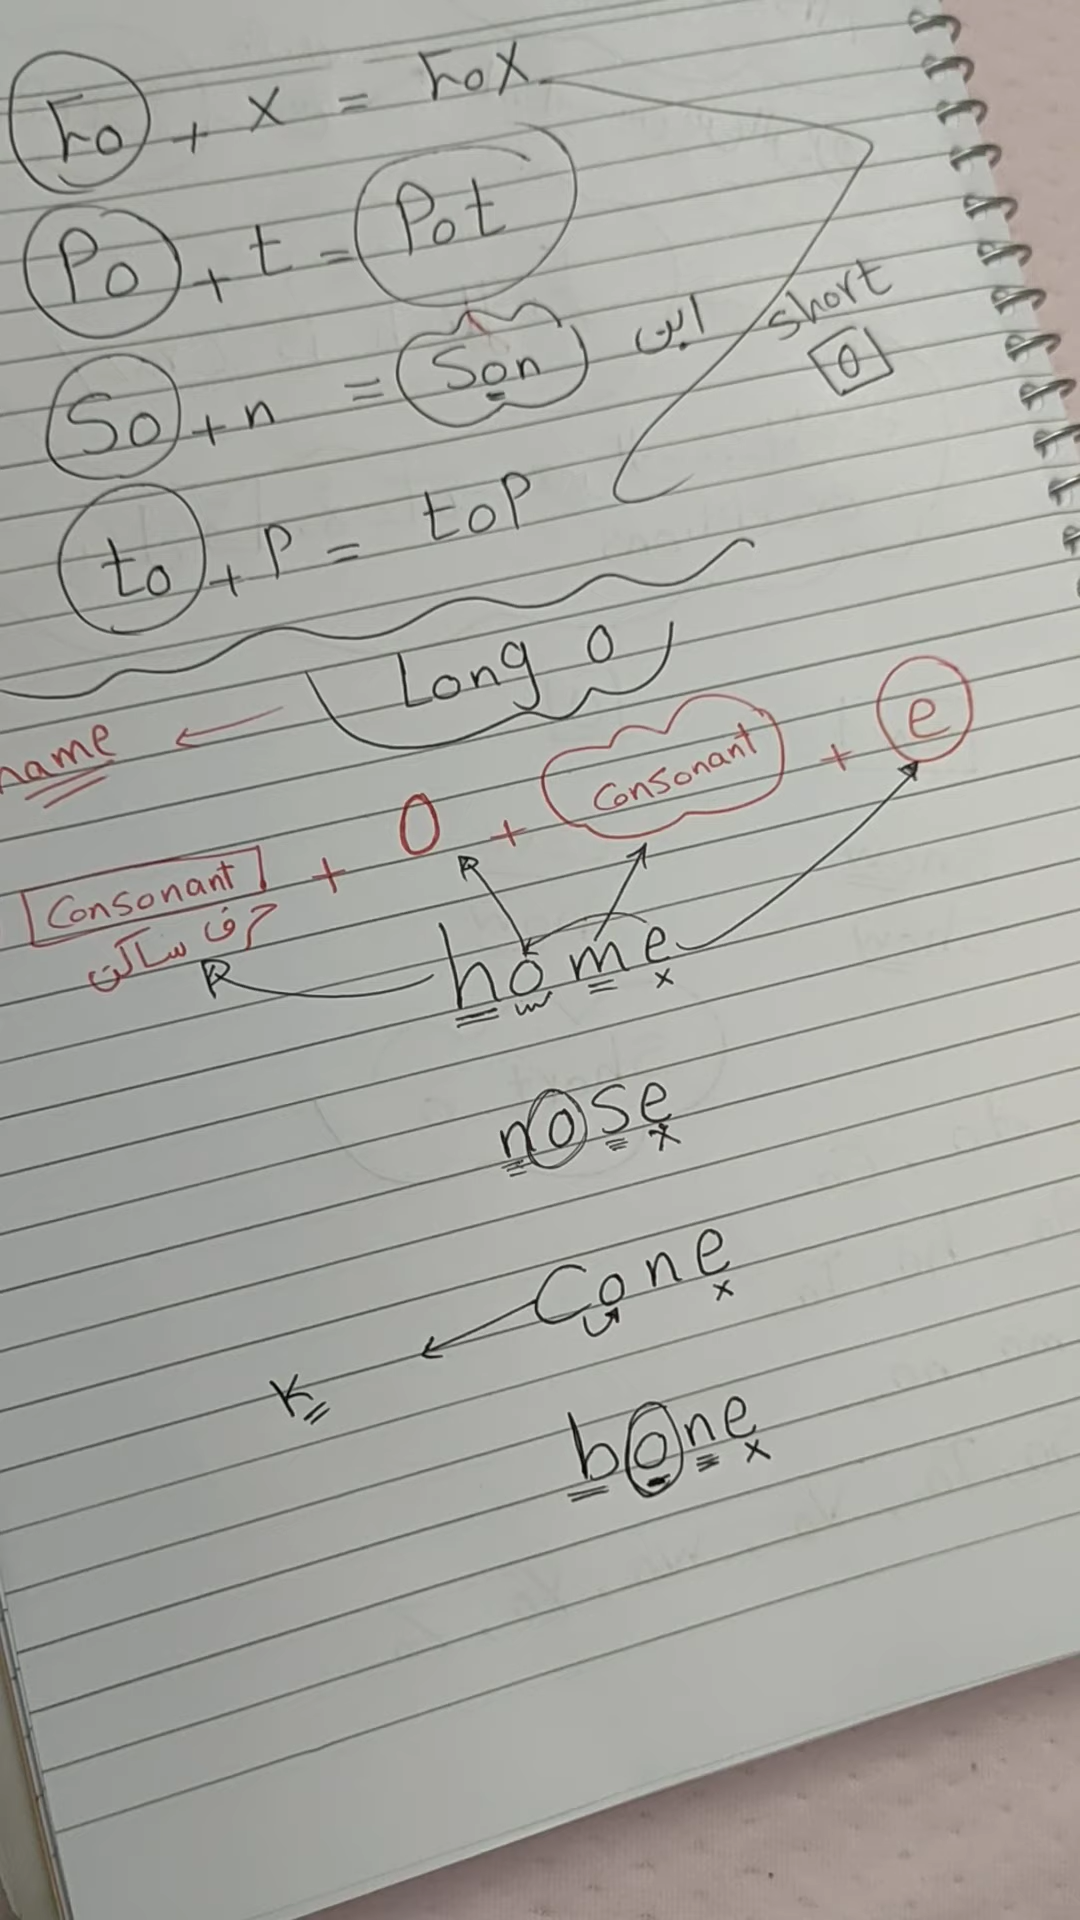 Fo + x = Fox
Po + t = Pot
So + n = Son ابن
short
o
to + P = toP
Long o
name
Consonant + O + Consonant + e
حرف ساكن
home
nose
Cone
K
bone